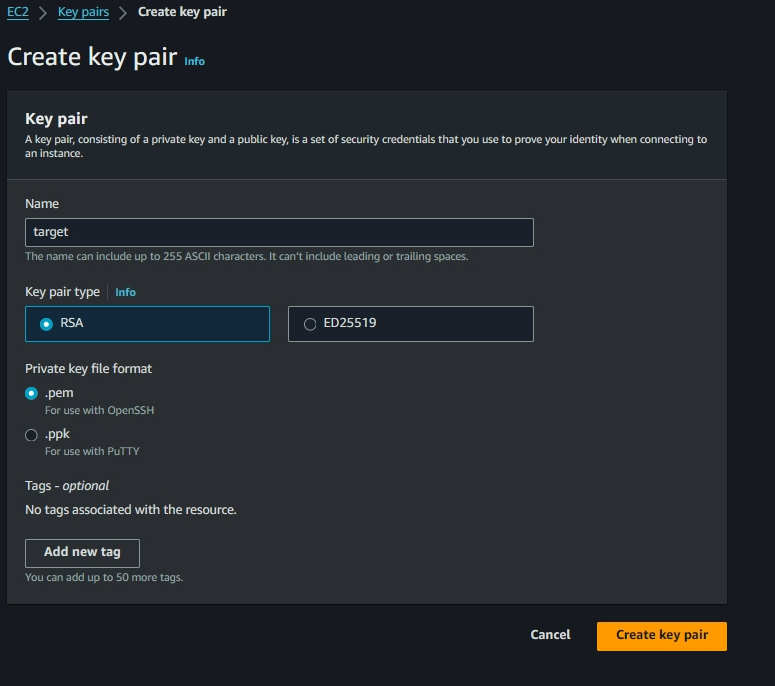 EC2 > Key pairs > Create key pair
Create key pair Info
Key pair
A key pair, consisting of a private key and a public key, is a set of security credentials that you use to prove your identity when connecting to
an instance.
Name
target
The name can include up to 255 ASCII characters. It can't include leading or trailing spaces.
Key pair type | Info
RSA
ED25519
Private key file format
.pem
For use with OpenSSH
.ppk
For use with PuTTY
Tags - optional
No tags associated with the resource.
Add new tag
You can add up to 50 more tags.
Cancel
Create key pair